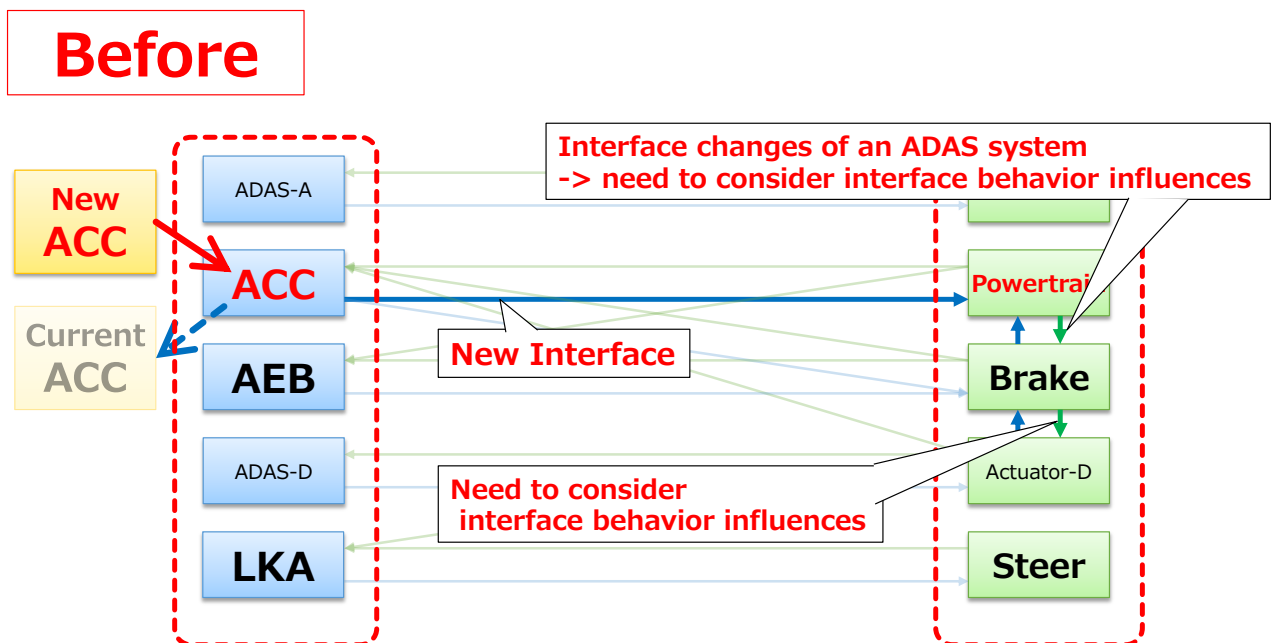 Before
Interface changes of an ADAS system
-> need to consider interface behavior influences
New
ACC
ADAS-A
ACC
Powertrai
Current
ACC
New Interface
AEB
Brake
ADAS-D
Need to consider
interface behavior influences
Actuator-D
LKA
Steer